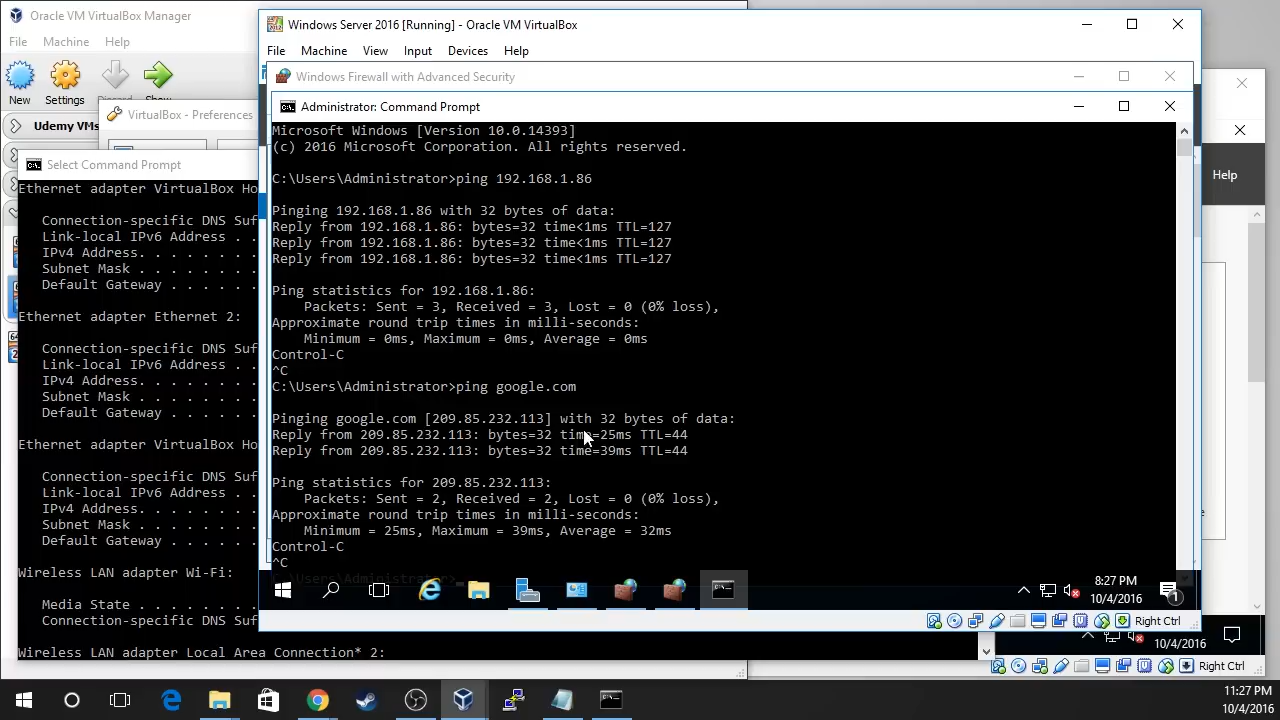 Oracle VM VirtualBox Manager
File Machine Help
New Settings Discard Show
Udemy VMs
VirtualBox - Preferences
Select Command Prompt
Ethernet adapter VirtualBox Ho
Connection-specific DNS Suf
Link-local IPv6 Address . .
IPv4 Address. . . . . . . .
Subnet Mask . . . . . . . .
Default Gateway . . . . . .
Ethernet adapter Ethernet 2:
Connection-specific DNS Suf
Link-local IPv6 Address . .
IPv4 Address. . . . . . . .
Subnet Mask . . . . . . . .
Default Gateway . . . . . .
Ethernet adapter VirtualBox Ho
Connection-specific DNS Suf
Link-local IPv6 Address . .
IPv4 Address. . . . . . . .
Subnet Mask . . . . . . . .
Default Gateway . . . . . .
Wireless LAN adapter Wi-Fi:
Media State . . . . . . . .
Connection-specific DNS Suf
Wireless LAN adapter Local Area Connection* 2:
Windows Server 2016 [Running] - Oracle VM VirtualBox
File Machine View Input Devices Help
Windows Firewall with Advanced Security
Administrator: Command Prompt
Microsoft Windows [Version 10.0.14393]
(c) 2016 Microsoft Corporation. All rights reserved.
C:\Users\Administrator>ping 192.168.1.86
Pinging 192.168.1.86 with 32 bytes of data:
Reply from 192.168.1.86: bytes=32 time<1ms TTL=127
Reply from 192.168.1.86: bytes=32 time<1ms TTL=127
Reply from 192.168.1.86: bytes=32 time<1ms TTL=127
Ping statistics for 192.168.1.86:
Packets: Sent = 3, Received = 3, Lost = 0 (0% loss),
Approximate round trip times in milli-seconds:
Minimum = 0ms, Maximum = 0ms, Average = 0ms
Control-C
^C
C:\Users\Administrator>ping google.com
Pinging google.com [209.85.232.113] with 32 bytes of data:
Reply from 209.85.232.113: bytes=32 time=25ms TTL=44
Reply from 209.85.232.113: bytes=32 time=39ms TTL=44
Ping statistics for 209.85.232.113:
Packets: Sent = 2, Received = 2, Lost = 0 (0% loss),
Approximate round trip times in milli-seconds:
Minimum = 25ms, Maximum = 39ms, Average = 32ms
Control-C
^C
C:\Users\Administrator>
8:27 PM
10/4/2016
1
Right Ctrl
Help
10/4/2016
Right Ctrl
11:27 PM
10/4/2016